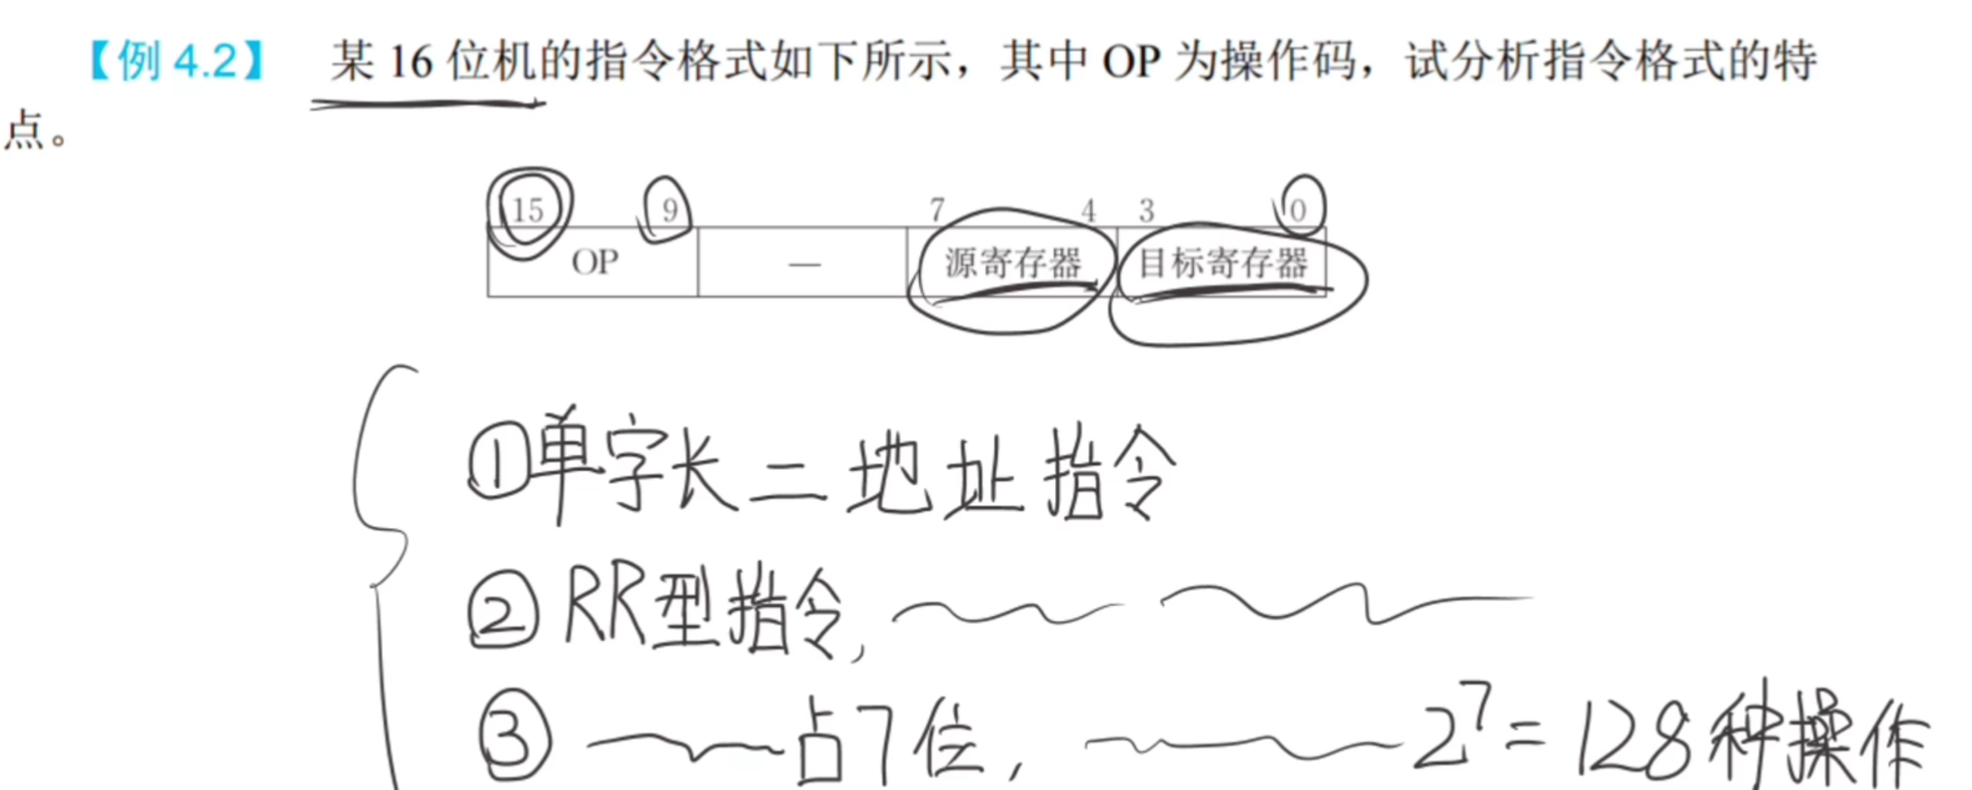 【例 4.2】 某 16 位机的指令格式如下所示，其中 OP 为操作码，试分析指令格式的特
点。
15 9 7 4 3 0
OP — 源寄存器 目标寄存器
①单字长二地址指令
②RR型指令，
③ 占7位， 2⁷=128种操作